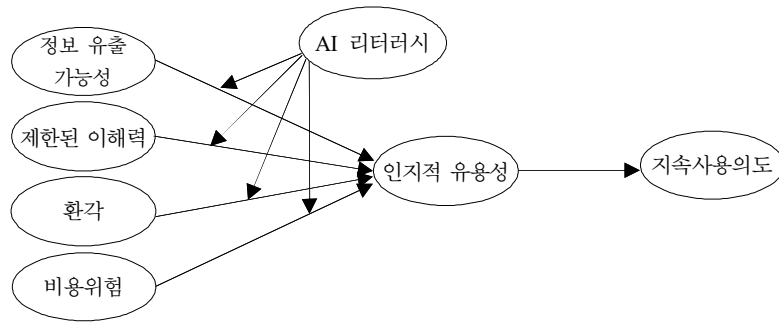 정보 유출
가능성
AI 리터러시
제한된 이해력
인지적 유용성
지속사용의도
환각
비용위험